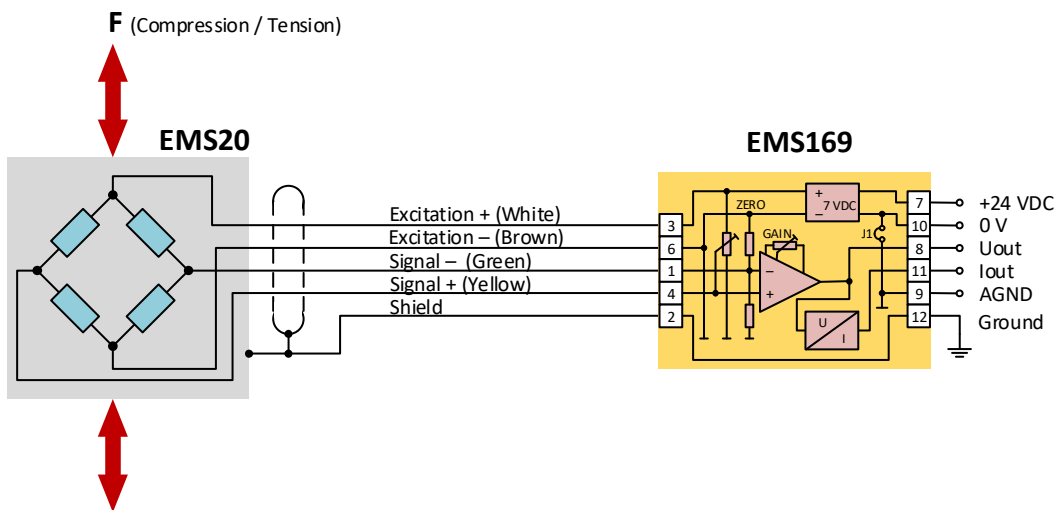 F (Compression / Tension)
EMS20
EMS169
Excitation + (White)
Excitation – (Brown)
Signal – (Green)
Signal + (Yellow)
Shield
3
6
1
4
2
ZERO
GAIN
+
7 VDC
–
J1
–
+
U
I
7
10
8
11
9
12
+24 VDC
0 V
Uout
Iout
AGND
Ground